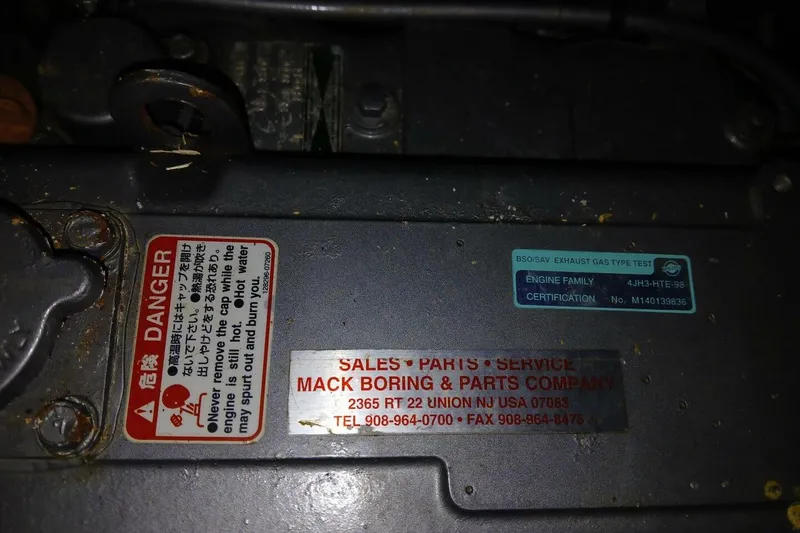 危険 DANGER
●高温時にはキャップを開け
ないで下さい。●熱湯が吹き
出しやけどをする恐れあり。
●Never remove the cap while the
engine is still hot. ●Hot water
may spurt out and burn you.
128296-07260
BSO/SAV EXHAUST GAS TYPE TEST
ENGINE FAMILY 4JH3-HTE-98
CERTIFICATION No. M140139836
SALES • PARTS • SERVICE
MACK BORING & PARTS COMPANY
2365 RT 22 UNION NJ USA 07083
TEL 908-964-0700 • FAX 908-964-8475